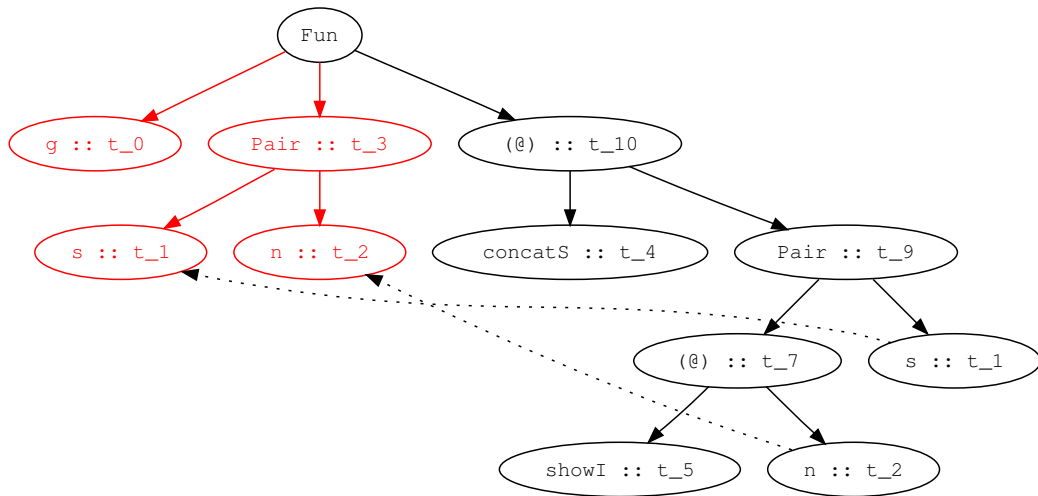 Fun
g :: t_0
Pair :: t_3
(@) :: t_10
s :: t_1
n :: t_2
concatS :: t_4
Pair :: t_9
(@) :: t_7
s :: t_1
showI :: t_5
n :: t_2